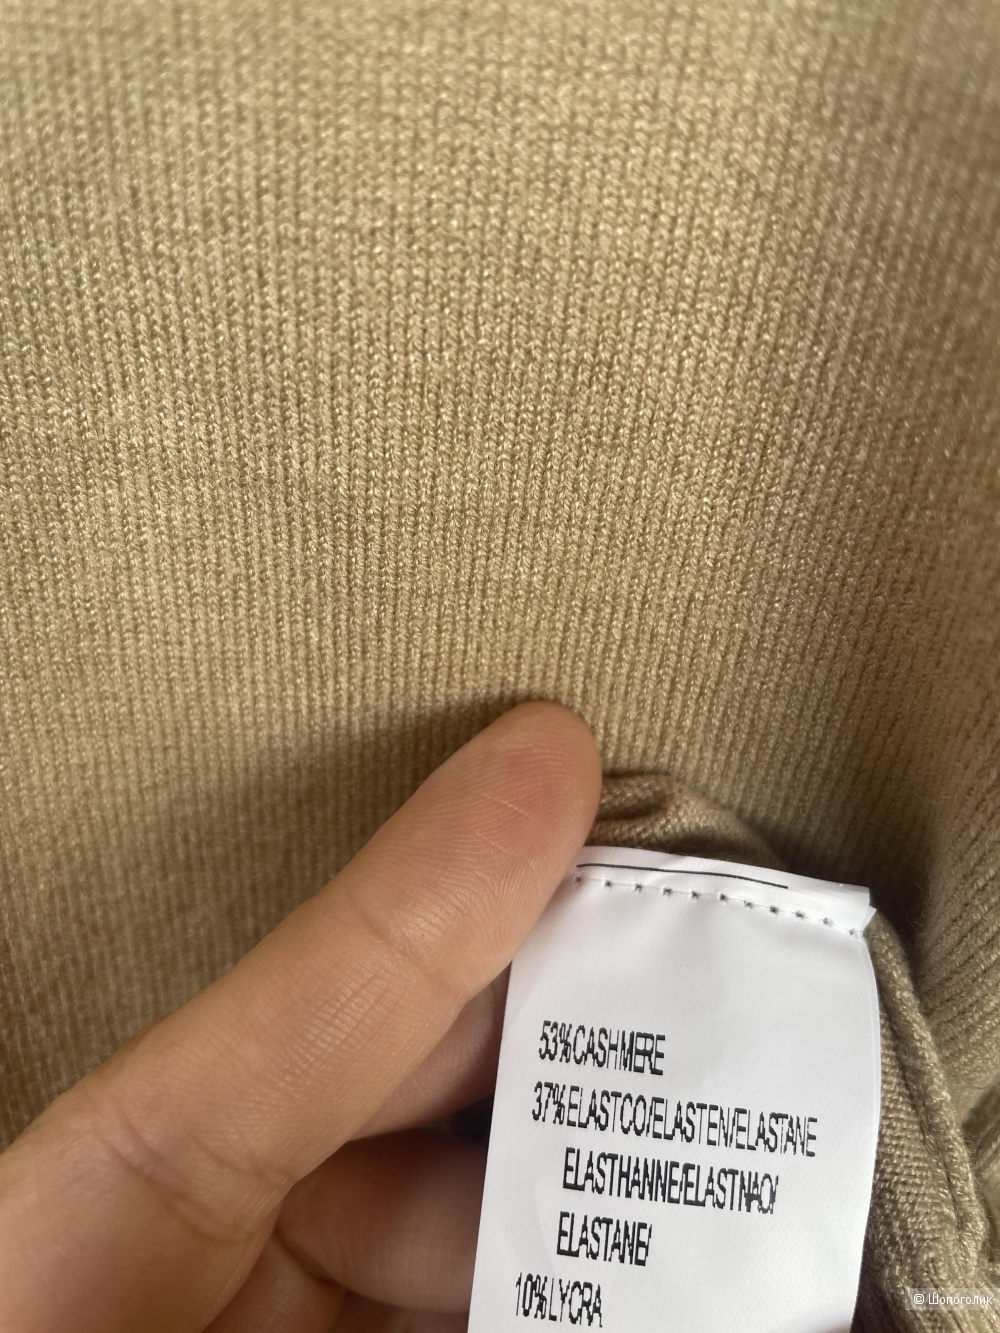 53%CASHMERE
37%ELASTCO/ELASTEN/ELASTANE
ELASTHANNE/ELASTNAO/
ELASTANE/
10%LYCRA
© Шопоголик